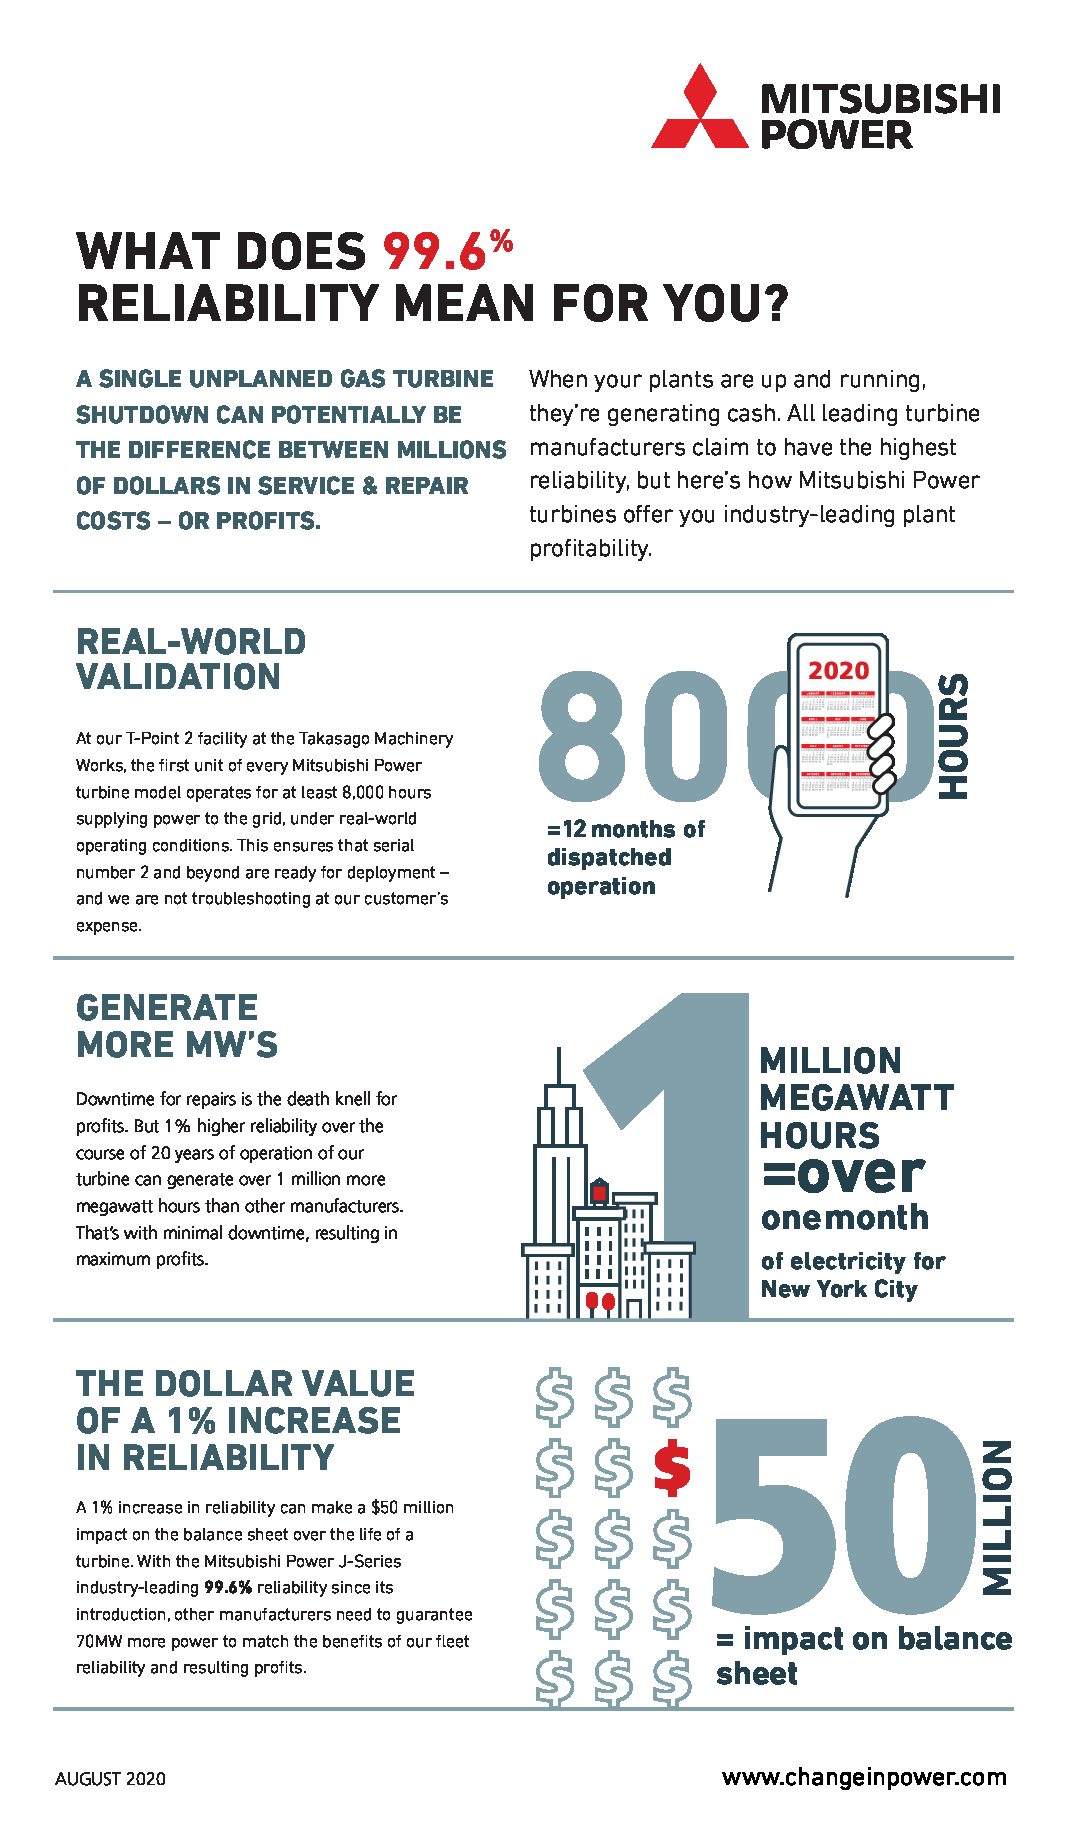 MITSUBISHI
POWER
WHAT DOES 99.6%
RELIABILITY MEAN FOR YOU?
A SINGLE UNPLANNED GAS TURBINE
SHUTDOWN CAN POTENTIALLY BE
THE DIFFERENCE BETWEEN MILLIONS
OF DOLLARS IN SERVICE & REPAIR
COSTS – OR PROFITS.
When your plants are up and running,
they're generating cash. All leading turbine
manufacturers claim to have the highest
reliability, but here's how Mitsubishi Power
turbines offer you industry-leading plant
profitability.
REAL-WORLD
VALIDATION
At our T-Point 2 facility at the Takasago Machinery
Works, the first unit of every Mitsubishi Power
turbine model operates for at least 8,000 hours
supplying power to the grid, under real-world
operating conditions. This ensures that serial
number 2 and beyond are ready for deployment –
and we are not troubleshooting at our customer's
expense.
8000
HOURS
2020
=12 months of
dispatched
operation
GENERATE
MORE MW'S
Downtime for repairs is the death knell for
profits. But 1% higher reliability over the
course of 20 years of operation of our
turbine can generate over 1 million more
megawatt hours than other manufacturers.
That's with minimal downtime, resulting in
maximum profits.
1
MILLION
MEGAWATT
HOURS
=over
one month
of electricity for
New York City
THE DOLLAR VALUE
OF A 1% INCREASE
IN RELIABILITY
A 1% increase in reliability can make a $50 million
impact on the balance sheet over the life of a
turbine. With the Mitsubishi Power J-Series
industry-leading 99.6% reliability since its
introduction, other manufacturers need to guarantee
70MW more power to match the benefits of our fleet
reliability and resulting profits.
$ $ $
$ $ $
$ $ $
$ $ $
$ $ $
50
MILLION
= impact on balance
sheet
AUGUST 2020
www.changeinpower.com